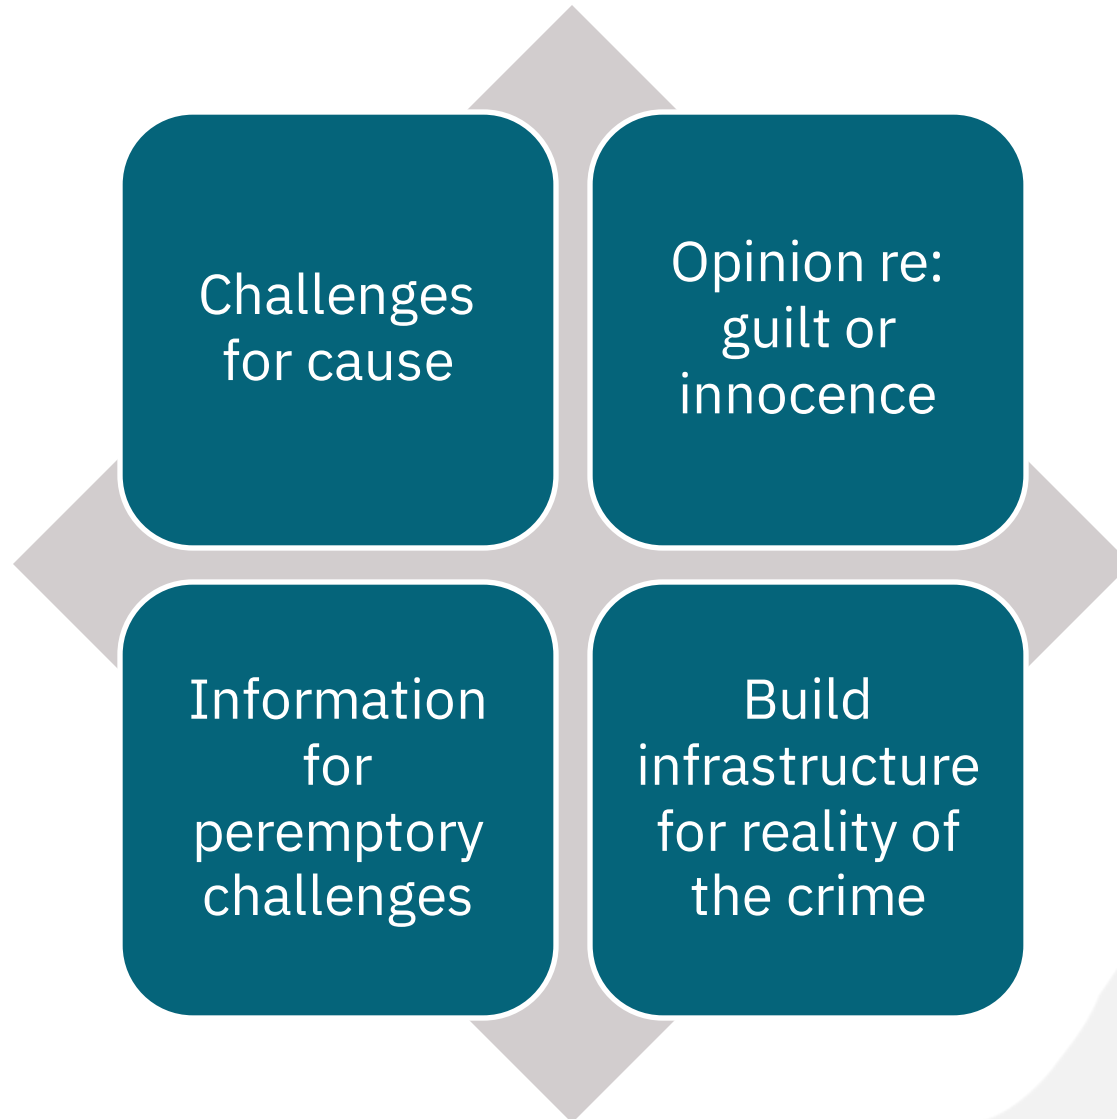 Challenges
for cause
Opinion re:
guilt or
innocence
Information
for
peremptory
challenges
Build
infrastructure
for reality of
the crime